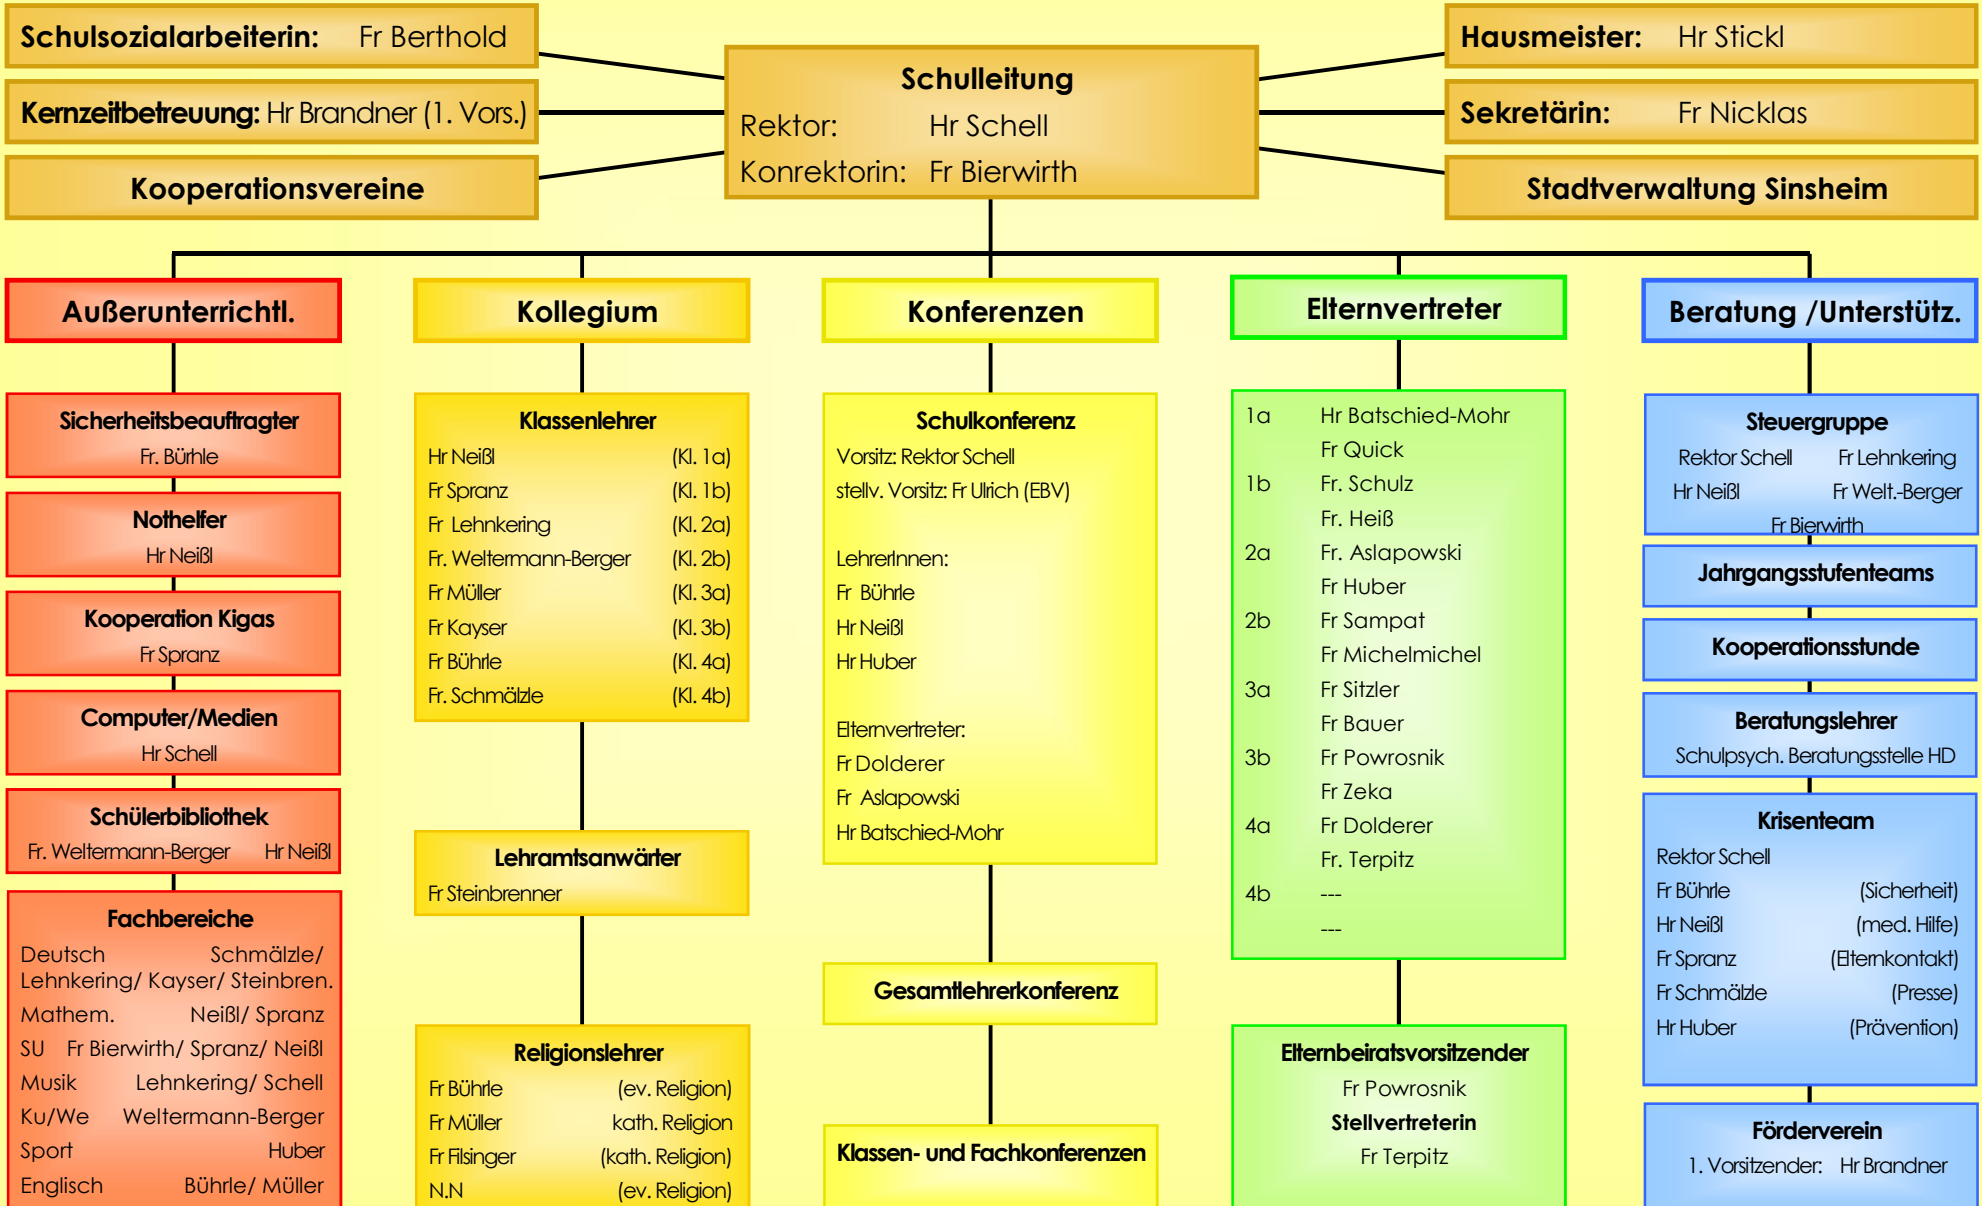 Schulsozialarbeiterin: Fr Berthold
Kernzeitbetreuung: Hr Brandner (1. Vors.)
Kooperationsvereine
Schulleitung
Rektor: Hr Schell
Konrektorin: Fr Bierwirth
Hausmeister: Hr Stickl
Sekretärin: Fr Nicklas
Stadtverwaltung Sinsheim
Außerunterrichtl.
Sicherheitsbeauftragter
Fr. Bürhle
Nothelfer
Hr Neißl
Kooperation Kigas
Fr Spranz
Computer/Medien
Hr Schell
Schülerbibliothek
Fr. Weltermann-Berger Hr Neißl
Fachbereiche
Deutsch Schmälzle/
Lehnkering/ Kayser/ Steinbren.
Mathem. Neißl/ Spranz
SU Fr Bierwirth/ Spranz/ Neißl
Musik Lehnkering/ Schell
Ku/We Weltermann-Berger
Sport Huber
Englisch Bührle/ Müller
Kollegium
Klassenlehrer
Hr Neißl (Kl. 1a)
Fr Spranz (Kl. 1b)
Fr Lehnkering (Kl. 2a)
Fr. Weltermann-Berger (Kl. 2b)
Fr Müller (Kl. 3a)
Fr Kayser (Kl. 3b)
Fr Bührle (Kl. 4a)
Fr. Schmälzle (Kl. 4b)
Lehramtsanwärter
Fr Steinbrenner
Religionslehrer
Fr Bührle (ev. Religion)
Fr Müller kath. Religion
Fr Filsinger (kath. Religion)
N.N (ev. Religion)
Konferenzen
Schulkonferenz
Vorsitz: Rektor Schell
stellv. Vorsitz: Fr Ulrich (EBV)
LehrerInnen:
Fr Bührle
Hr Neißl
Hr Huber
Elternvertreter:
Fr Dolderer
Fr Aslapowski
Hr Batschied-Mohr
Gesamtlehrerkonferenz
Klassen- und Fachkonferenzen
Elternvertreter
1a Hr Batschied-Mohr
Fr Quick
1b Fr. Schulz
Fr. Heiß
2a Fr. Aslapowski
Fr Huber
2b Fr Sampat
Fr Michelmichel
3a Fr Sitzler
Fr Bauer
3b Fr Powrosnik
Fr Zeka
4a Fr Dolderer
Fr. Terpitz
4b ---
---
Elternbeiratsvorsitzender
Fr Powrosnik
Stellvertreterin
Fr Terpitz
Beratung /Unterstütz.
Steuergruppe
Rektor Schell Fr Lehnkering
Hr Neißl Fr Welt.-Berger
Fr Bierwirth
Jahrgangsstufenteams
Kooperationsstunde
Beratungslehrer
Schulpsych. Beratungsstelle HD
Krisenteam
Rektor Schell
Fr Bührle (Sicherheit)
Hr Neißl (med. Hilfe)
Fr Spranz (Elternkontakt)
Fr Schmälzle (Presse)
Hr Huber (Prävention)
Förderverein
1. Vorsitzender: Hr Brandner